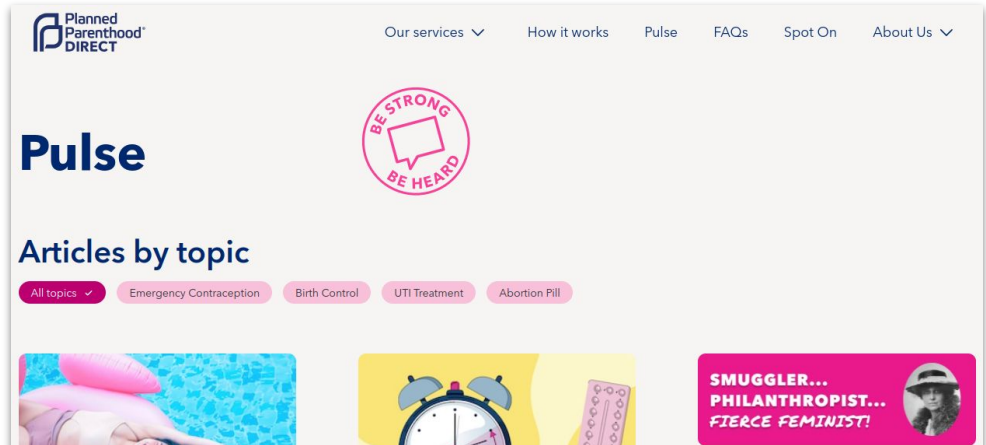 Planned
Parenthood®
DIRECT
Our services
How it works
Pulse
FAQs
Spot On
About Us
Pulse
BE STRONG
BE HEARD
Articles by topic
All topics
Emergency Contraception
Birth Control
UTI Treatment
Abortion Pill
SMUGGLER...
PHILANTHROPIST...
FIERCE FEMINIST!